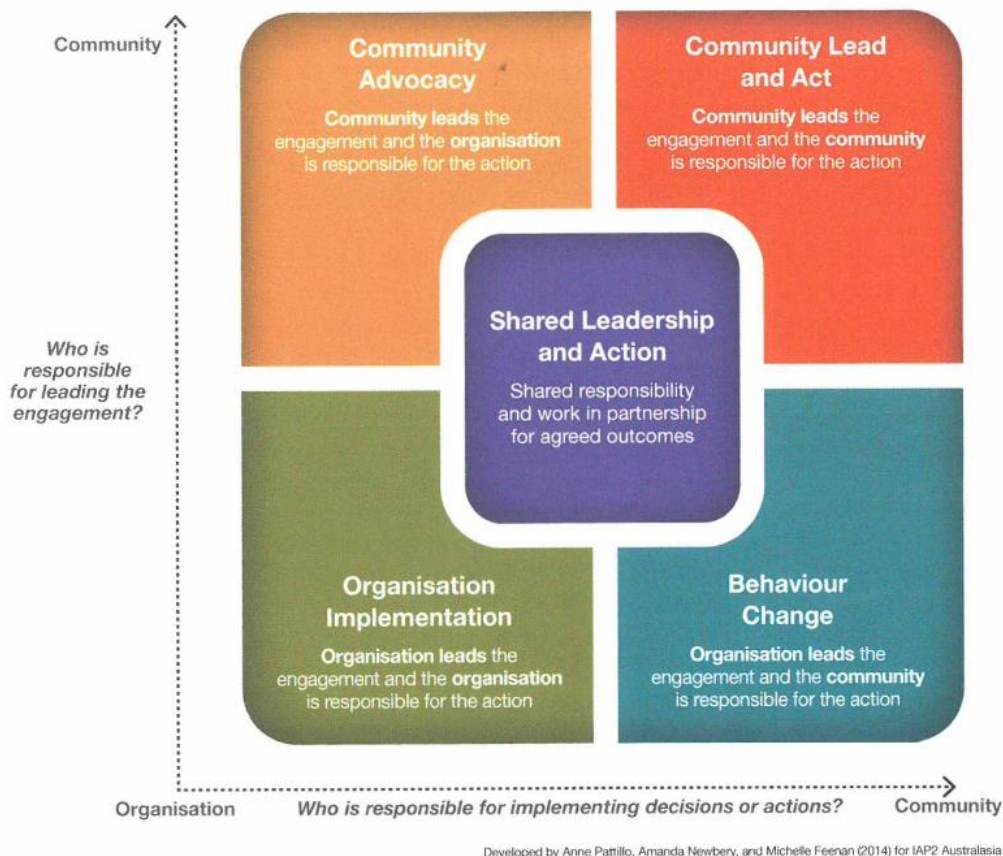 Community
Community
Advocacy
Community leads the
engagement and the organisation
is responsible for the action
Community Lead
and Act
Community leads the
engagement and the community
is responsible for the action
Who is
responsible
for leading the
engagement?
Shared Leadership
and Action
Shared responsibility
and work in partnership
for agreed outcomes
Organisation
Implementation
Organisation leads the
engagement and the organisation
is responsible for the action
Behaviour
Change
Organisation leads the
engagement and the community
is responsible for the action
Organisation
Who is responsible for implementing decisions or actions?
Community
Developed by Anne Pattillo, Amanda Newbery, and Michelle Feenan (2014) for IAP2 Australasia